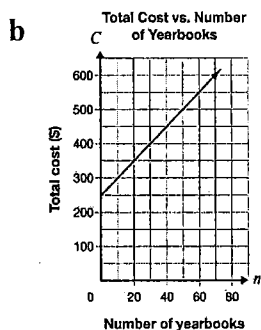 b
Total Cost vs. Number
of Yearbooks
C
600
500
400
300
200
100
Total cost ($)
0 20 40 60 80 n
Number of yearbooks